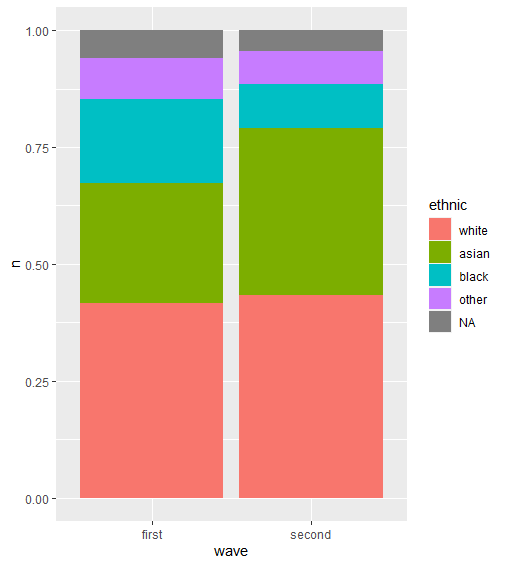 1.00
0.75
0.50
0.25
0.00
n
first
second
wave
ethnic
white
asian
black
other
NA